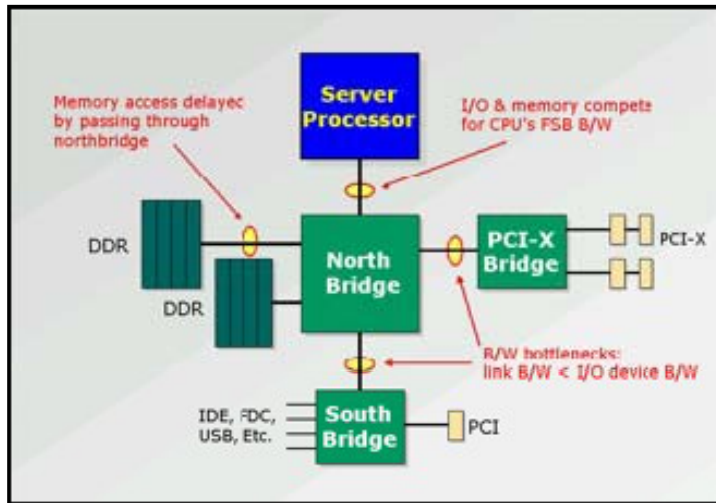 Server
Processor
Memory access delayed
by passing through
northbridge
I/O & memory compete
for CPU's FSB B/W
DDR
DDR
North
Bridge
PCI-X
Bridge
PCI-X
B/W bottlenecks:
link B/W < I/O device B/W
IDE, FDC,
USB, Etc.
South
Bridge
PCI